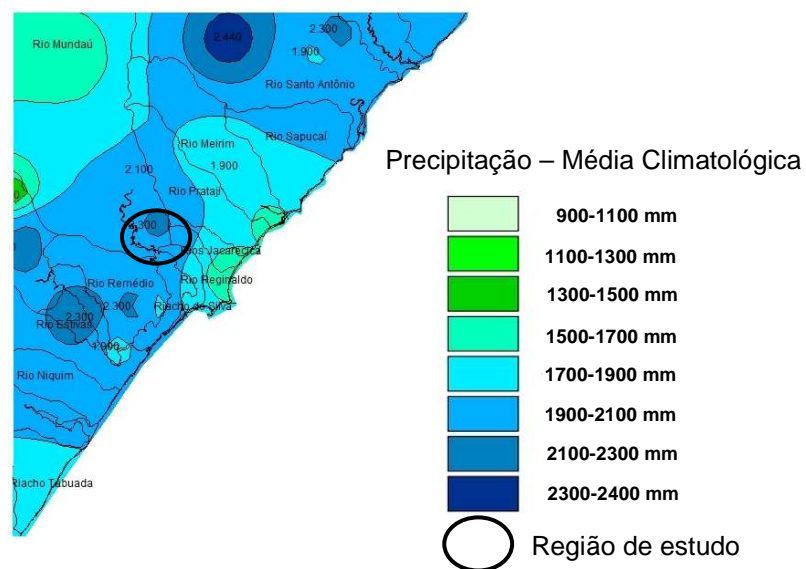 2.300
Rio Mundaú
2.440
1.900
Rio Santo Antônio
Rio Sapucaí
Rio Meirim
2.100
1.900
Rio Pratají
Rios Jacarecica
Rio Remédio
Rio Reginaldo
2.300
Riacho do Silva
2.300
Rio Estivas
1.900
Rio Niquim
Riacho Tabuada
Precipitação – Média Climatológica
900-1100 mm
1100-1300 mm
1300-1500 mm
1500-1700 mm
1700-1900 mm
1900-2100 mm
2100-2300 mm
2300-2400 mm
Região de estudo